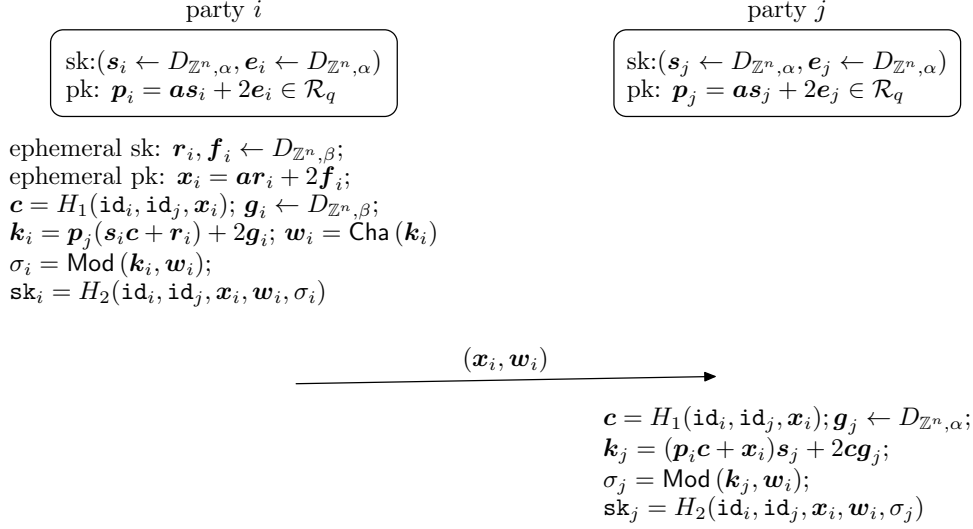 party i
party j
sk:(s_i ← D_{ℤ^n,α}, e_i ← D_{ℤ^n,α})
pk: p_i = as_i + 2e_i ∈ R_q
sk:(s_j ← D_{ℤ^n,α}, e_j ← D_{ℤ^n,α})
pk: p_j = as_j + 2e_j ∈ R_q
ephemeral sk: r_i, f_i ← D_{ℤ^n,β};
ephemeral pk: x_i = ar_i + 2f_i;
c = H_1(id_i, id_j, x_i); g_i ← D_{ℤ^n,β};
k_i = p_j(s_i c + r_i) + 2g_i; w_i = Cha (k_i)
σ_i = Mod (k_i, w_i);
sk_i = H_2(id_i, id_j, x_i, w_i, σ_i)
(x_i, w_i)
c = H_1(id_i, id_j, x_i); g_j ← D_{ℤ^n,α};
k_j = (p_i c + x_i)s_j + 2cg_j;
σ_j = Mod (k_j, w_i);
sk_j = H_2(id_i, id_j, x_i, w_i, σ_j)